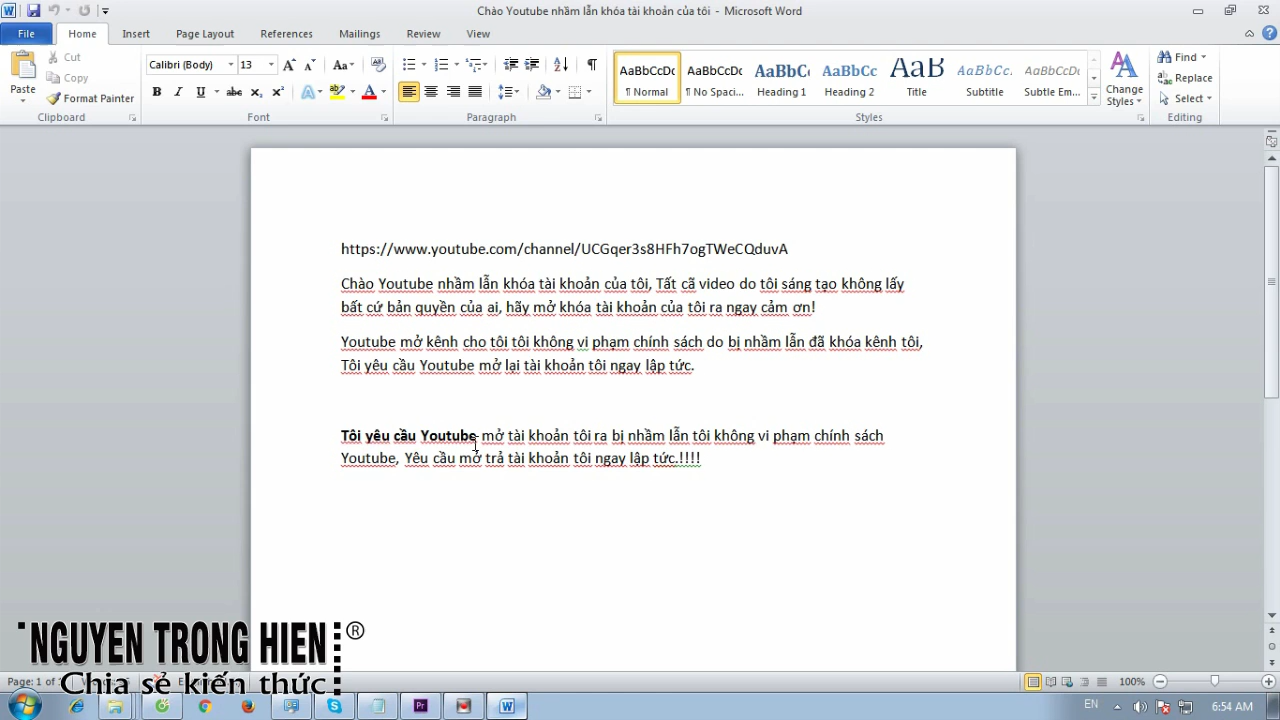 Chào Youtube nhầm lẫn khóa tài khoản của tôi - Microsoft Word
File Home Insert Page Layout References Mailings Review View
Paste
Cut
Copy
Format Painter
Clipboard
Calibri (Body) 13
Font
Paragraph
AaBbCcDc AaBbCcDc AaBbCc AaBbCc AaB AaBbCc. AaBbCcDc
¶ Normal ¶ No Spaci... Heading 1 Heading 2 Title Subtitle Subtle Em...
Change Styles
Styles
Find
Replace
Select
Editing
https://www.youtube.com/channel/UCGqer3s8HFh7ogTWeCQduvA
Chào Youtube nhầm lẫn khóa tài khoản của tôi, Tất cã video do tôi sáng tạo không lấy
bất cứ bản quyền của ai, hãy mở khóa tài khoản của tôi ra ngay cảm ơn!
Youtube mở kênh cho tôi tôi không vi phạm chính sách do bị nhầm lẫn đã khóa kênh tôi,
Tôi yêu cầu Youtube mở lại tài khoản tôi ngay lập tức.
Tôi yêu cầu Youtube mở tài khoản tôi ra bị nhầm lẫn tôi không vi phạm chính sách
Youtube, Yêu cầu mở trả tài khoản tôi ngay lập tức.!!!!
NGUYEN TRONG HIEN ®
Chia sẻ kiến thức
Page: 1 of
100%
EN
6:54 AM